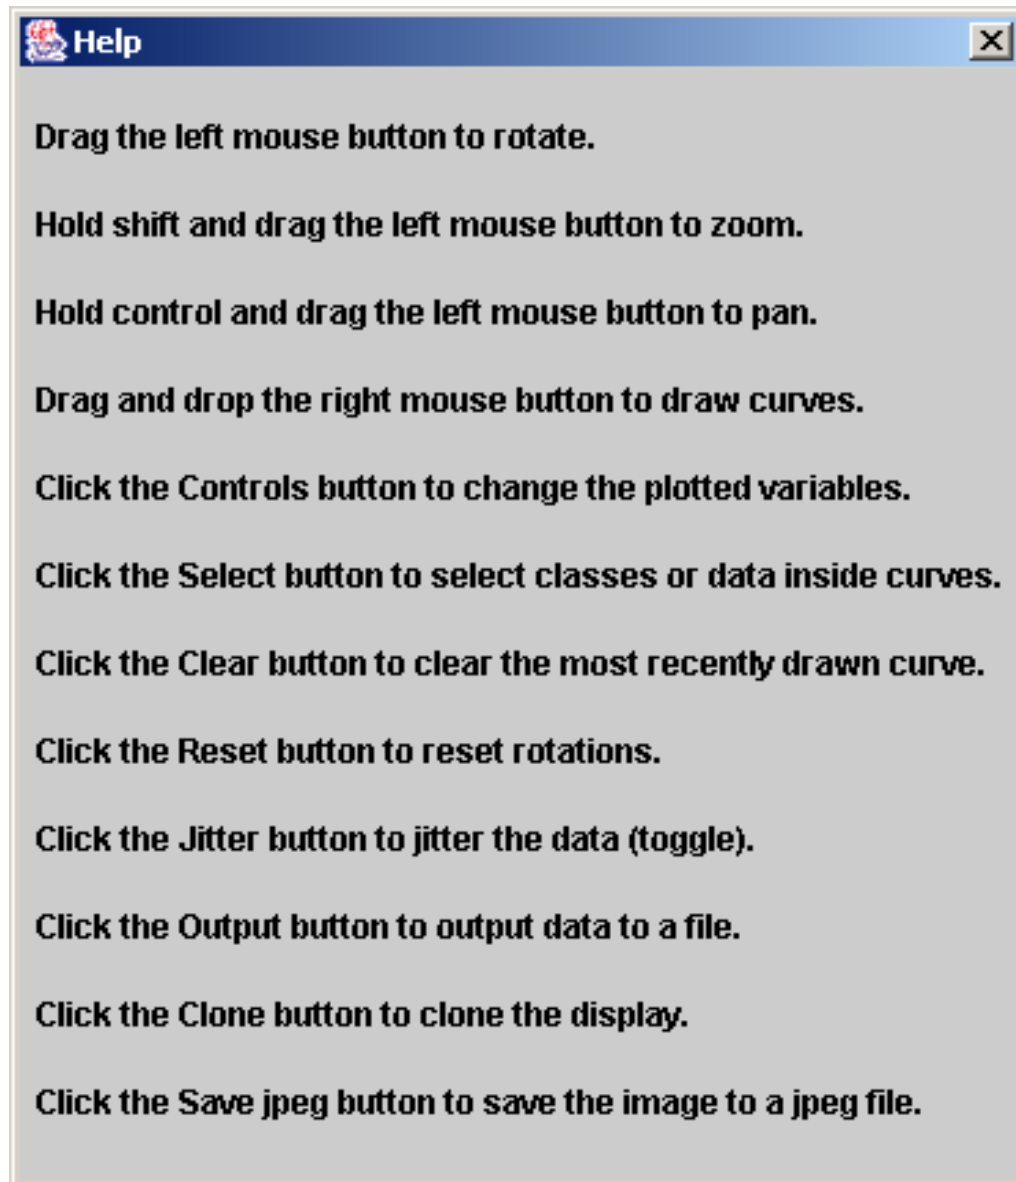 Help
Drag the left mouse button to rotate.
Hold shift and drag the left mouse button to zoom.
Hold control and drag the left mouse button to pan.
Drag and drop the right mouse button to draw curves.
Click the Controls button to change the plotted variables.
Click the Select button to select classes or data inside curves.
Click the Clear button to clear the most recently drawn curve.
Click the Reset button to reset rotations.
Click the Jitter button to jitter the data (toggle).
Click the Output button to output data to a file.
Click the Clone button to clone the display.
Click the Save jpeg button to save the image to a jpeg file.